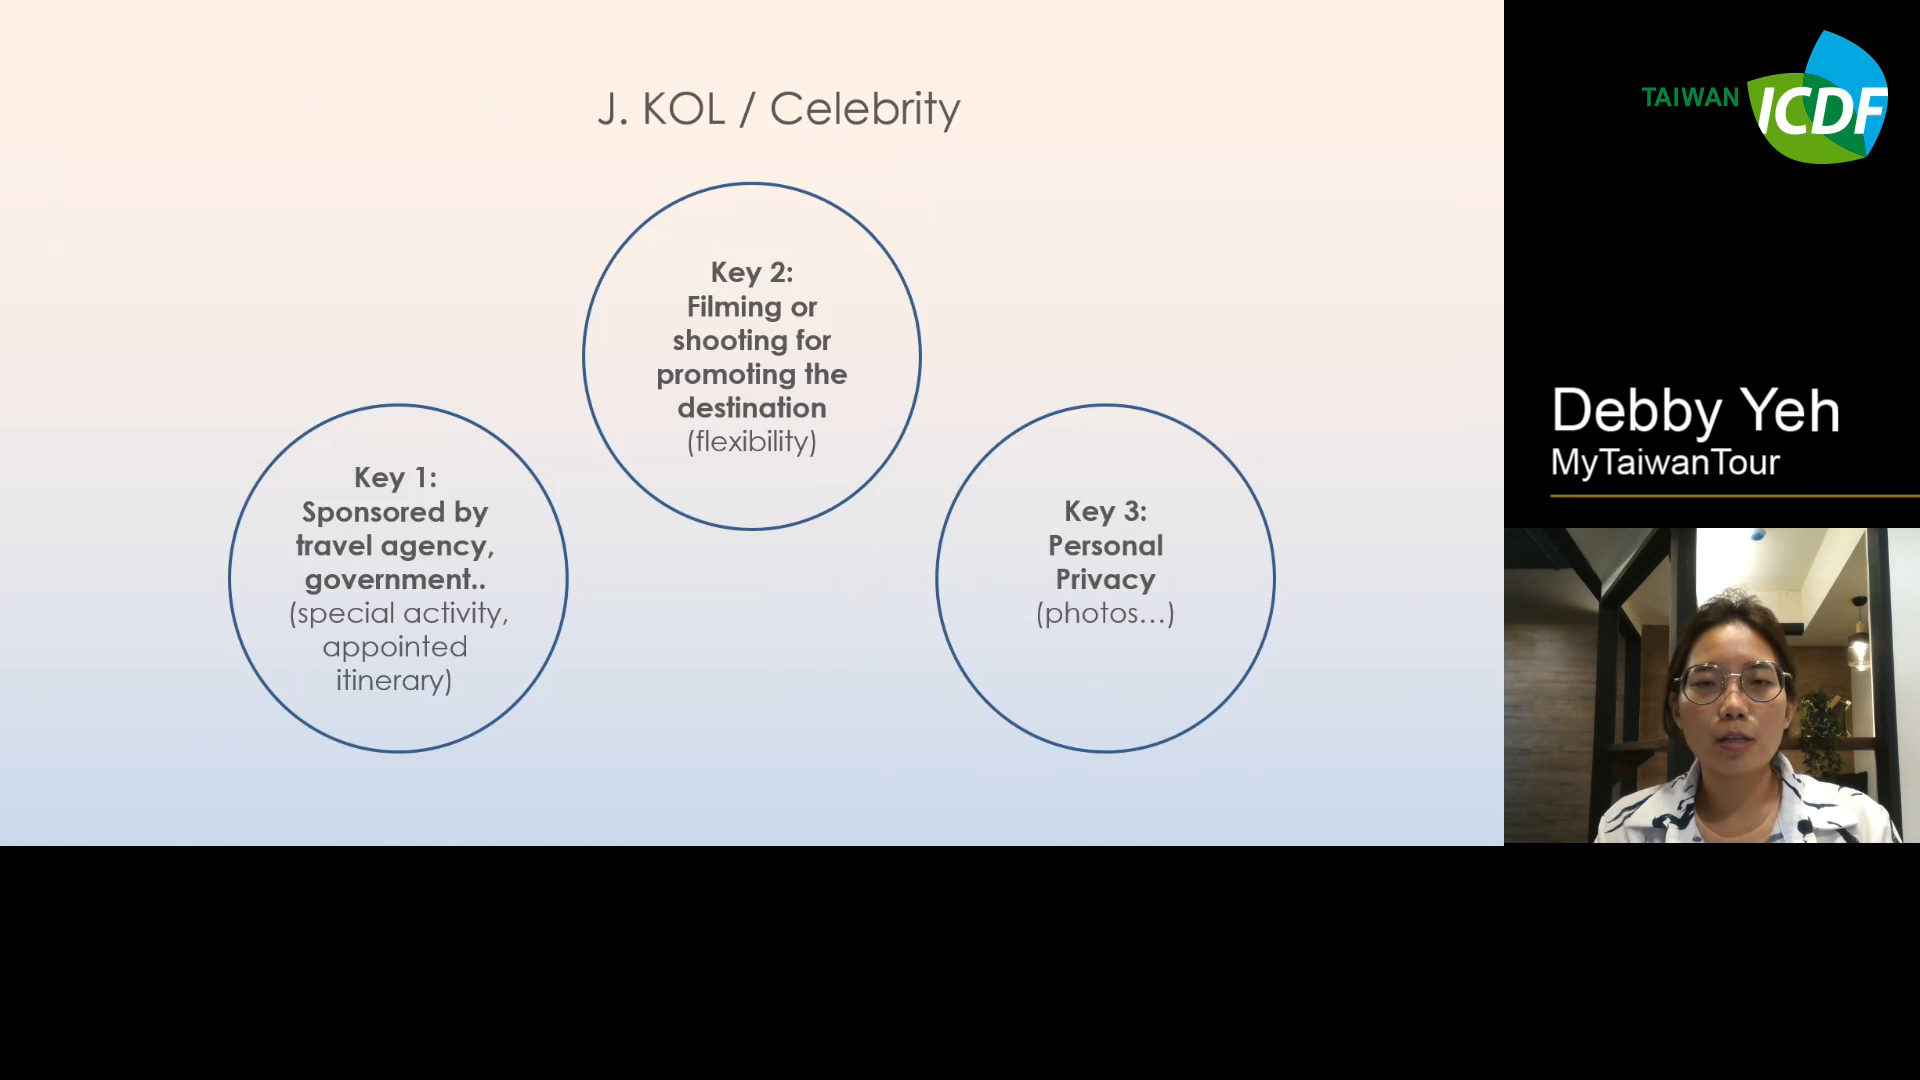 J. KOL / Celebrity
Key 2:
Filming or
shooting for
promoting the
destination
(flexibility)
Key 1:
Sponsored by
travel agency,
government..
(special activity,
appointed
itinerary)
Key 3:
Personal
Privacy
(photos...)
TAIWAN ICDF
Debby Yeh
MyTaiwanTour